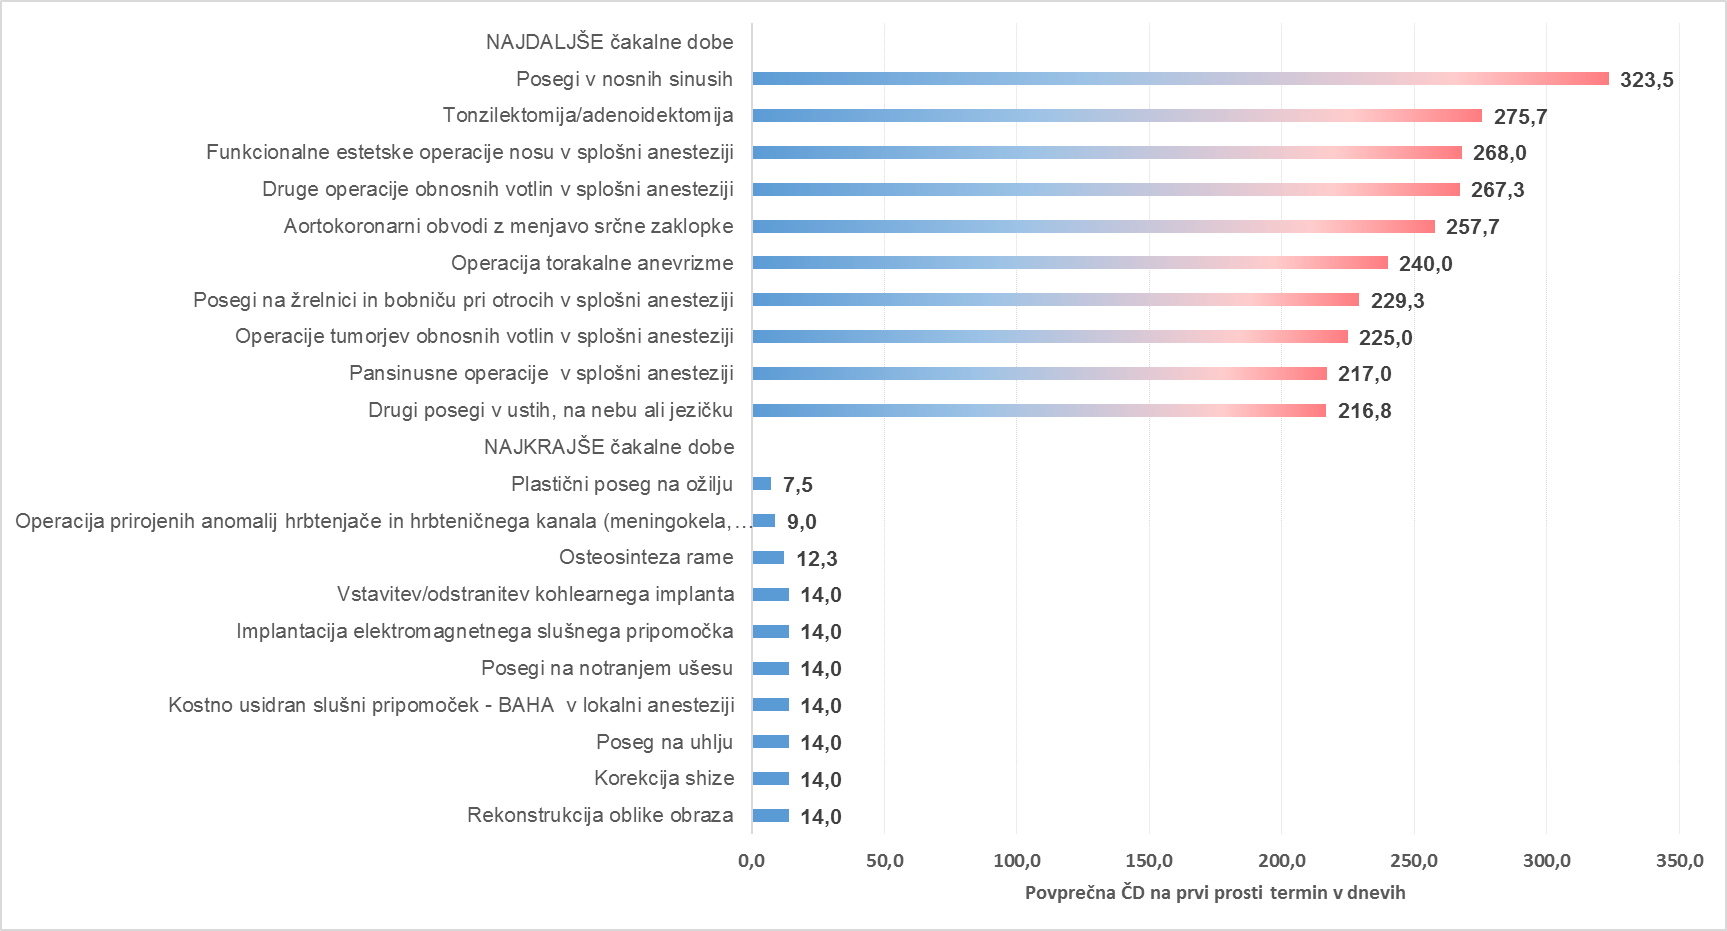 NAJDALJŠE čakalne dobe
Posegi v nosnih sinusih 323,5
Tonzilektomija/adenoidektomija 275,7
Funkcionalne estetske operacije nosu v splošni anesteziji 268,0
Druge operacije obnosnih votlin v splošni anesteziji 267,3
Aortokoronarni obvodi z menjavo srčne zaklopke 257,7
Operacija torakalne anevrizme 240,0
Posegi na žrelnici in bobniču pri otrocih v splošni anesteziji 229,3
Operacije tumorjev obnosnih votlin v splošni anesteziji 225,0
Pansinusne operacije  v splošni anesteziji 217,0
Drugi posegi v ustih, na nebu ali jezičku 216,8
NAJKRAJŠE čakalne dobe
Plastični poseg na ožilju 7,5
Operacija prirojenih anomalij hrbtenjače in hrbteničnega kanala (meningokela, … 9,0
Osteosinteza rame 12,3
Vstavitev/odstranitev kohlearnega implanta 14,0
Implantacija elektromagnetnega slušnega pripomočka 14,0
Posegi na notranjem ušesu 14,0
Kostno usidran slušni pripomoček - BAHA  v lokalni anesteziji 14,0
Poseg na uhlju 14,0
Korekcija shize 14,0
Rekonstrukcija oblike obraza 14,0
0,0 50,0 100,0 150,0 200,0 250,0 300,0 350,0
Povprečna ČD na prvi prosti termin v dnevih